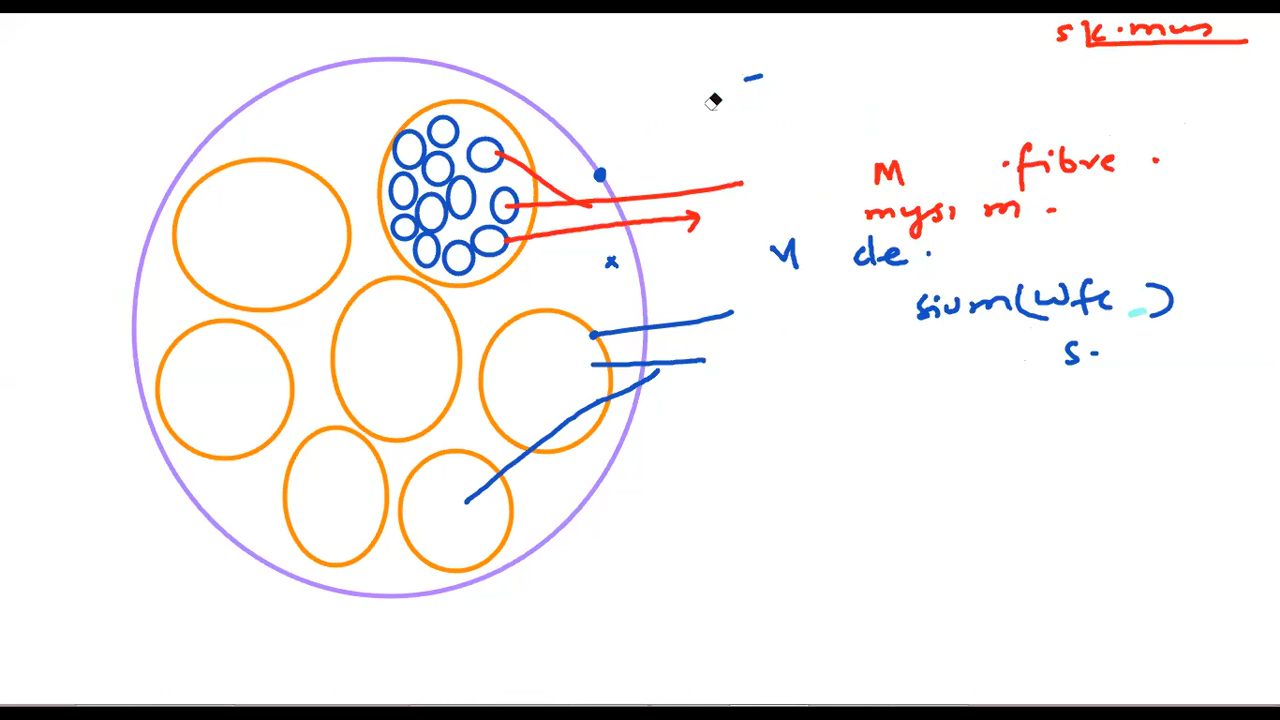 sk.mus
M .fibre .
mysi m .
de .
sium(Wfc )
s.